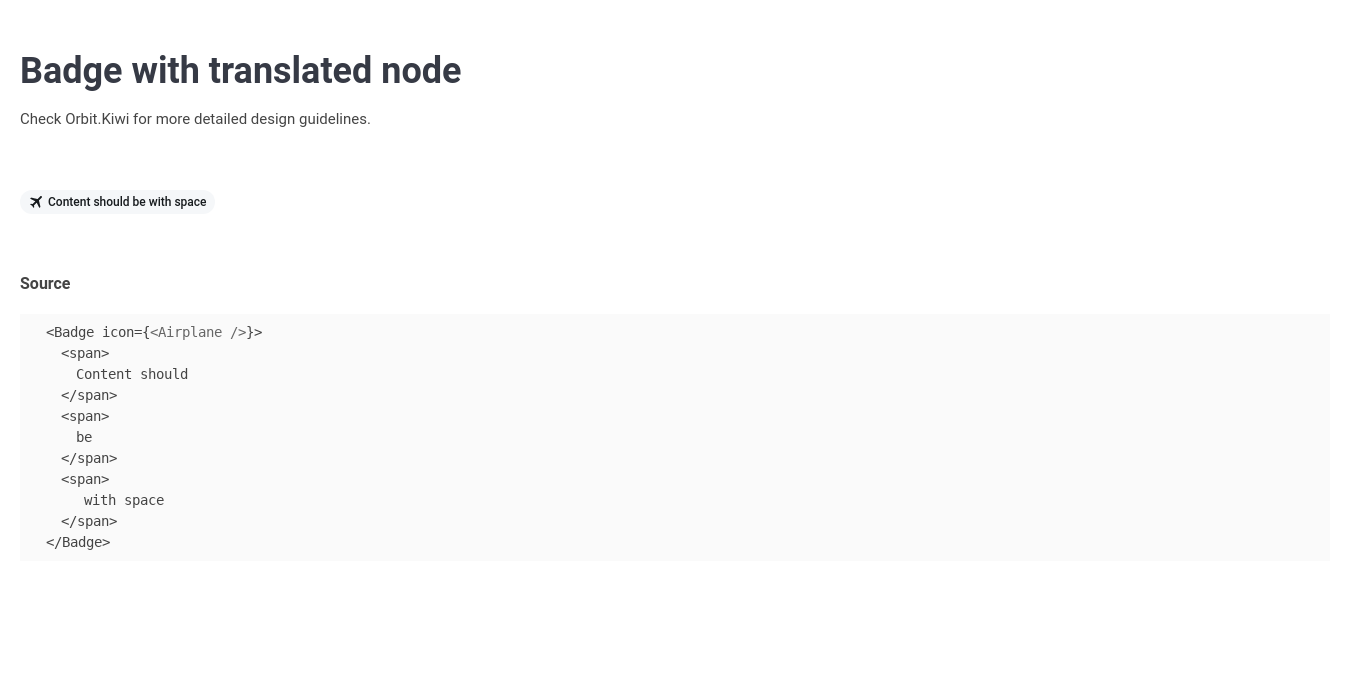 Badge with translated node
Check Orbit.Kiwi for more detailed design guidelines.
Content should be with space
Source
<Badge icon={<Airplane />}>
  <span>
    Content should
  </span>
  <span>
    be
  </span>
  <span>
     with space
  </span>
</Badge>